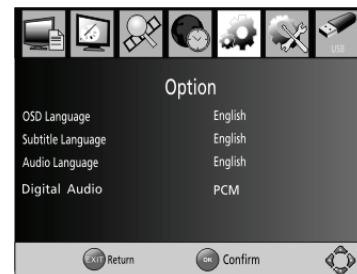 USB
Option
OSD Language English
Subtitle Language English
Audio Language English
Digital Audio PCM
EXIT Return OK Confirm